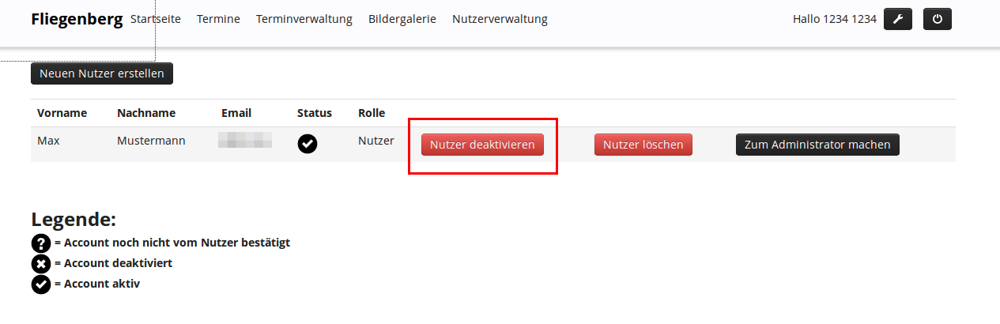 Fliegenberg Startseite Termine Terminverwaltung Bildergalerie Nutzerverwaltung Hallo 1234 1234
Neuen Nutzer erstellen
Vorname Nachname Email Status Rolle
Max Mustermann Nutzer Nutzer deaktivieren Nutzer löschen Zum Administrator machen
Legende:
? = Account noch nicht vom Nutzer bestätigt
= Account deaktiviert
= Account aktiv